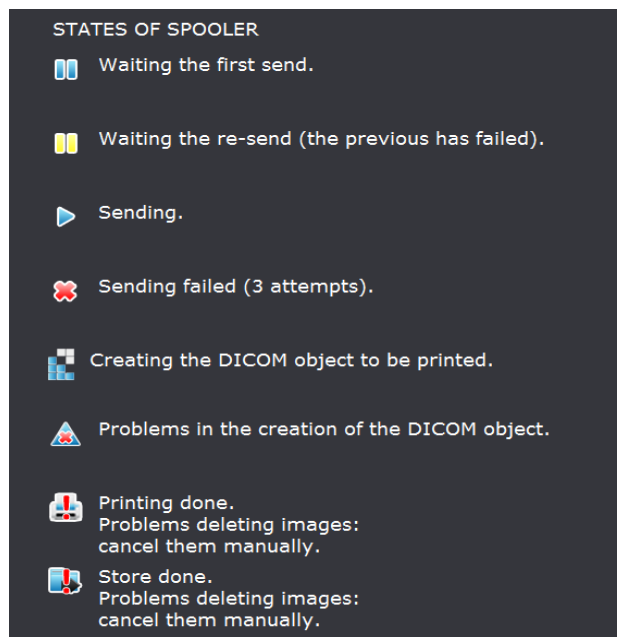 STATES OF SPOOLER
Waiting the first send.
Waiting the re-send (the previous has failed).
Sending.
Sending failed (3 attempts).
Creating the DICOM object to be printed.
Problems in the creation of the DICOM object.
Printing done.
Problems deleting images:
cancel them manually.
Store done.
Problems deleting images:
cancel them manually.